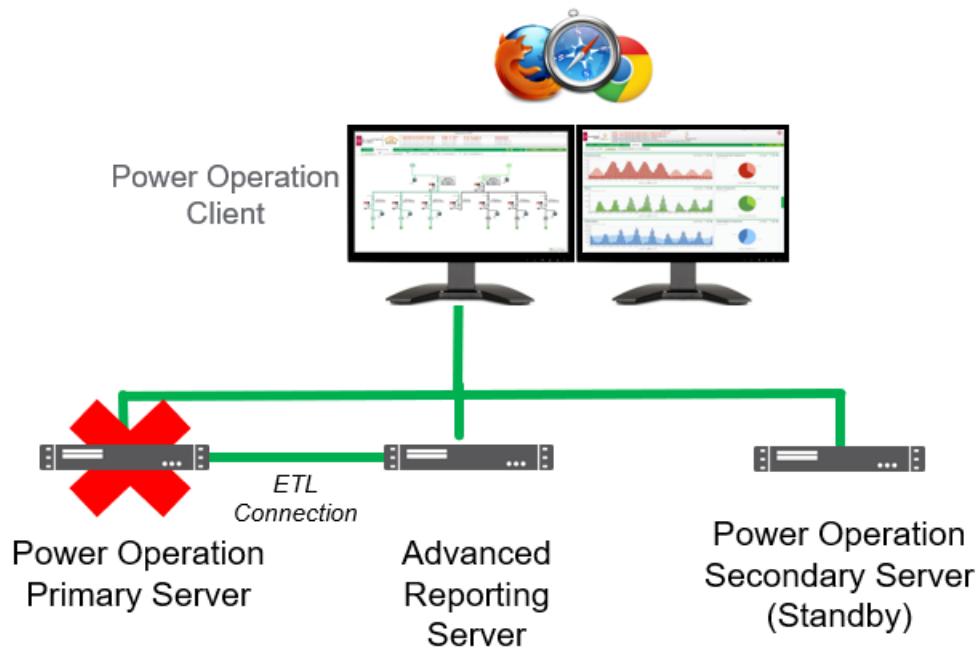 Power Operation
Client
ETL
Connection
Power Operation
Primary Server
Advanced
Reporting
Server
Power Operation
Secondary Server
(Standby)